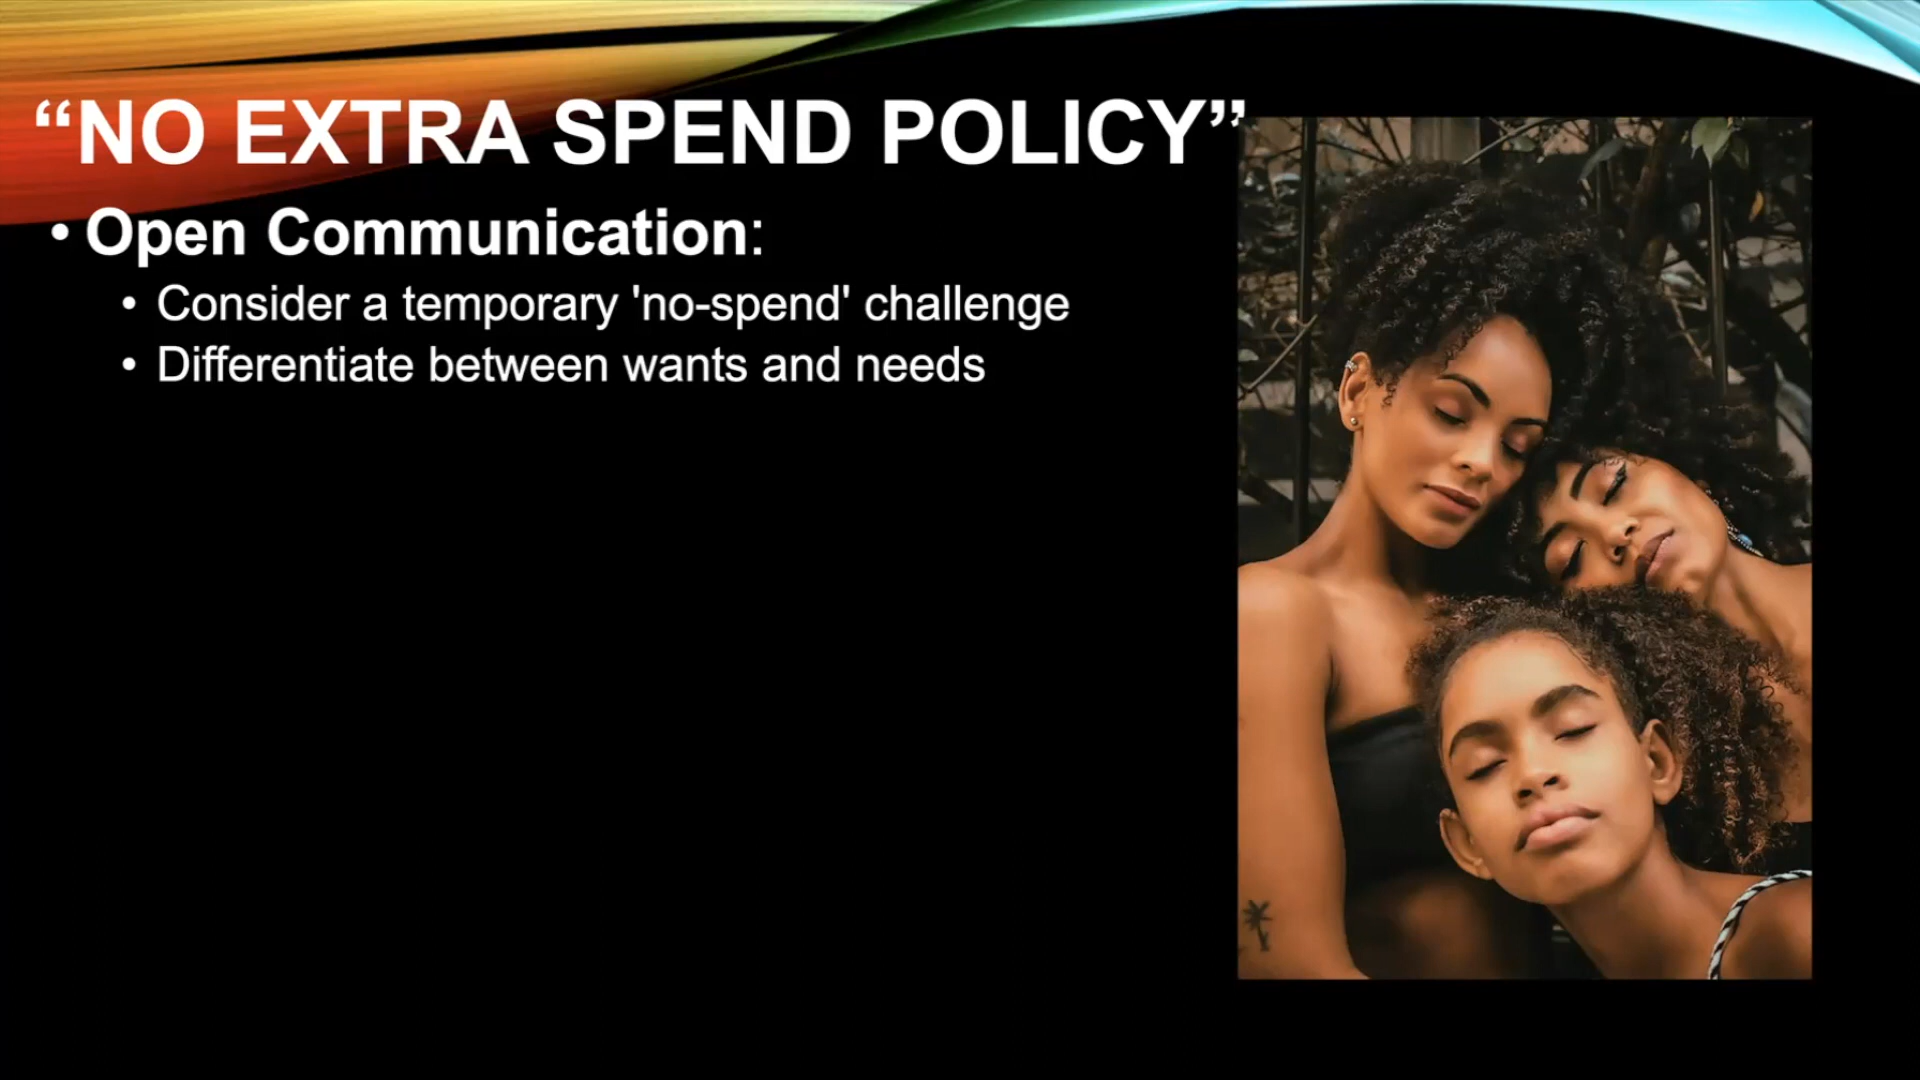 “NO EXTRA SPEND POLICY”
• Open Communication:
• Consider a temporary 'no-spend' challenge
• Differentiate between wants and needs